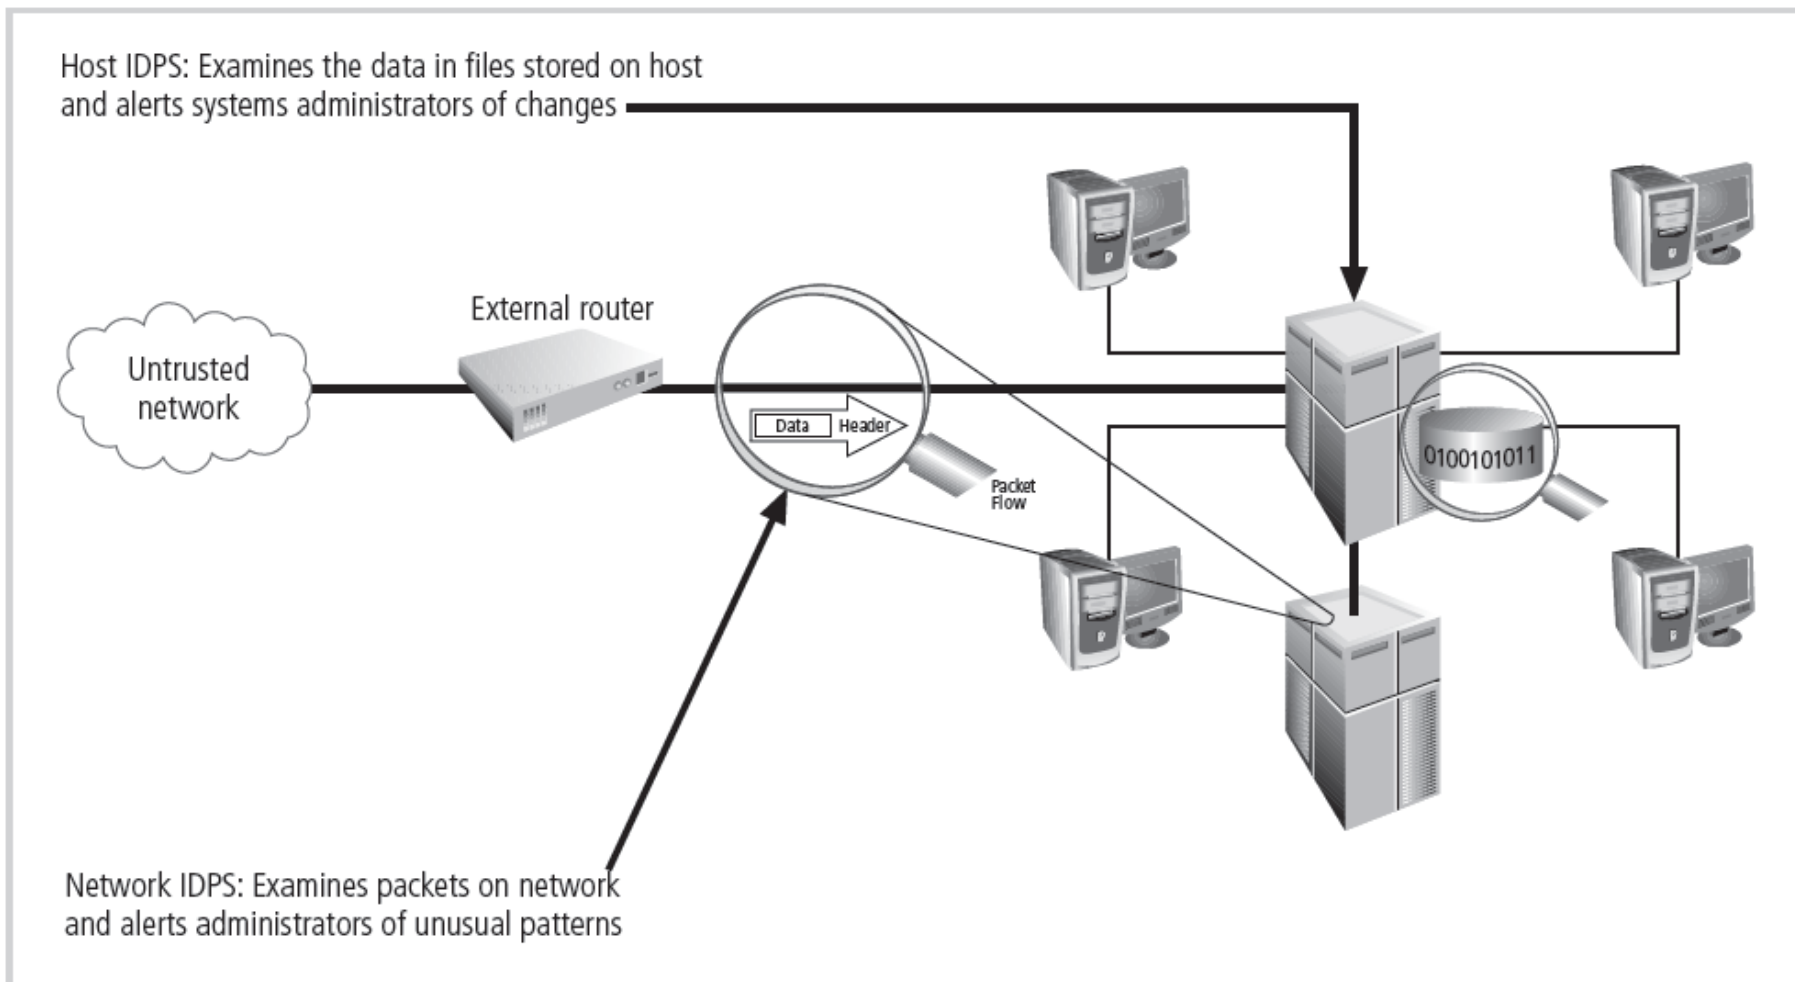 Host IDPS: Examines the data in files stored on host
and alerts systems administrators of changes
External router
Untrusted
network
Data
Header
Packet
Flow
0100101011
Network IDPS: Examines packets on network
and alerts administrators of unusual patterns